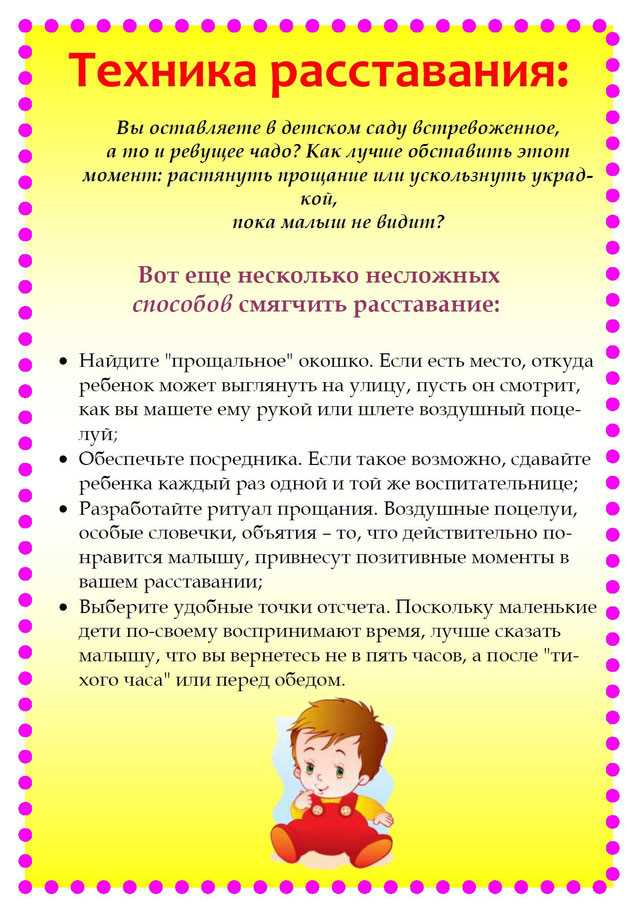 Техника расставания:
Вы оставляете в детском саду встревоженное,
а то и ревущее чадо? Как лучше обставить этот
момент: растянуть прощание или ускользнуть украд-
кой,
пока малыш не видит?
Вот еще несколько несложных
способов смягчить расставание:
• Найдите "прощальное" окошко. Если есть место, откуда
ребенок может выглянуть на улицу, пусть он смотрит,
как вы машете ему рукой или шлете воздушный поце-
луй;
• Обеспечьте посредника. Если такое возможно, сдавайте
ребенка каждый раз одной и той же воспитательнице;
• Разработайте ритуал прощания. Воздушные поцелуи,
особые словечки, объятия – то, что действительно по-
нравится малышу, привнесут позитивные моменты в
вашем расставании;
• Выберите удобные точки отсчета. Поскольку маленькие
дети по-своему воспринимают время, лучше сказать
малышу, что вы вернетесь не в пять часов, а после "ти-
хого часа" или перед обедом.